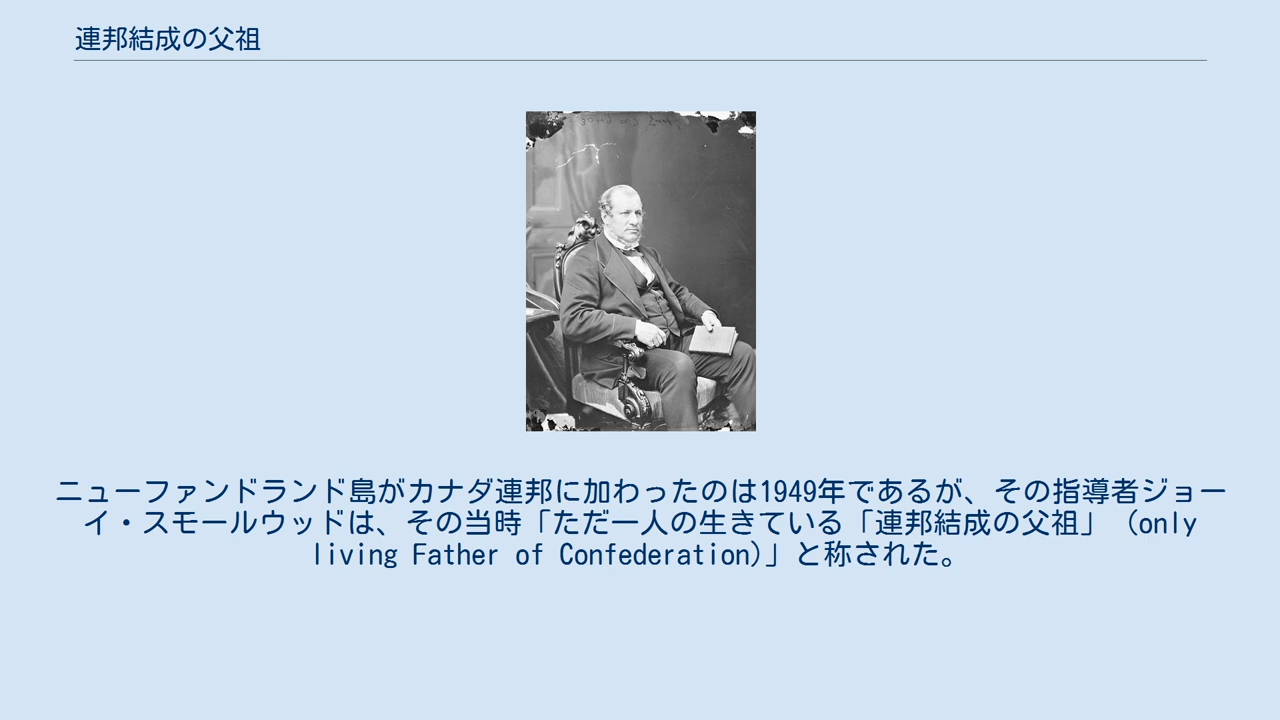 連邦結成の父祖
ニューファンドランド島がカナダ連邦に加わったのは1949年であるが、その指導者ジョー
イ・スモールウッドは、その当時「ただ一人の生きている「連邦結成の父祖」（only
living Father of Confederation)」と称された。